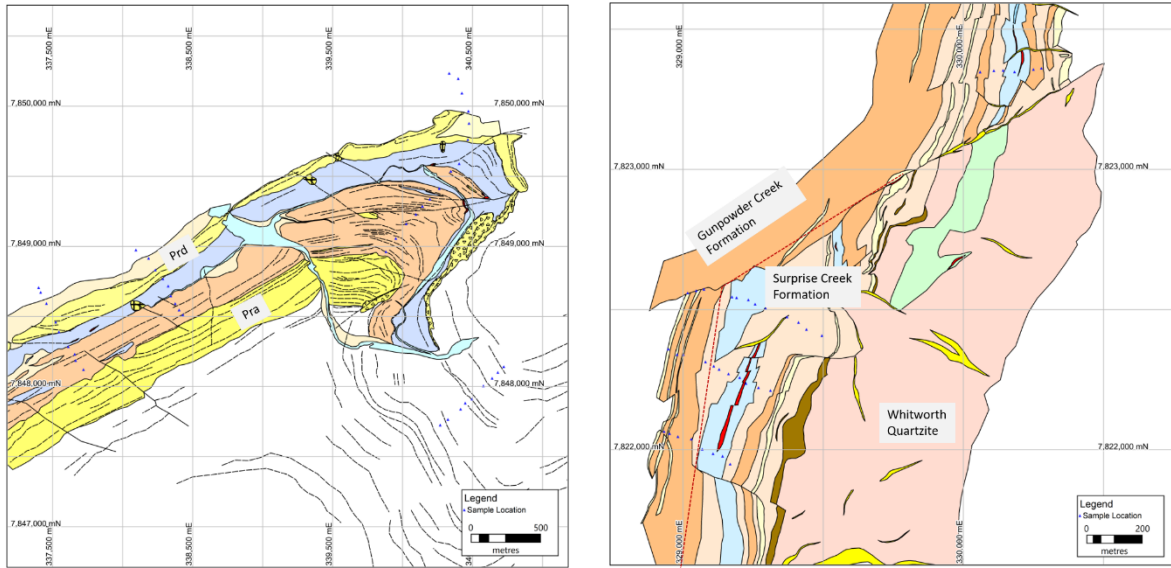 337,500 mE
338,500 mE
339,500 mE
340,500 mE
7,850,000 mN
7,850,000 mN
7,849,000 mN
7,849,000 mN
Prd
Pra
7,848,000 mN
7,848,000 mN
7,847,000 mN
337,500 mE
338,500 mE
339,500 mE
Legend
Sample Location
0
500
metres
329,000 mE
330,000 mE
7,823,000 mN
7,823,000 mN
Gunpowder Creek
Formation
Surprise Creek
Formation
Whitworth
Quartzite
7,822,000 mN
7,822,000 mN
329,000 mE
330,000 mE
Legend
Sample Location
0
200
metres